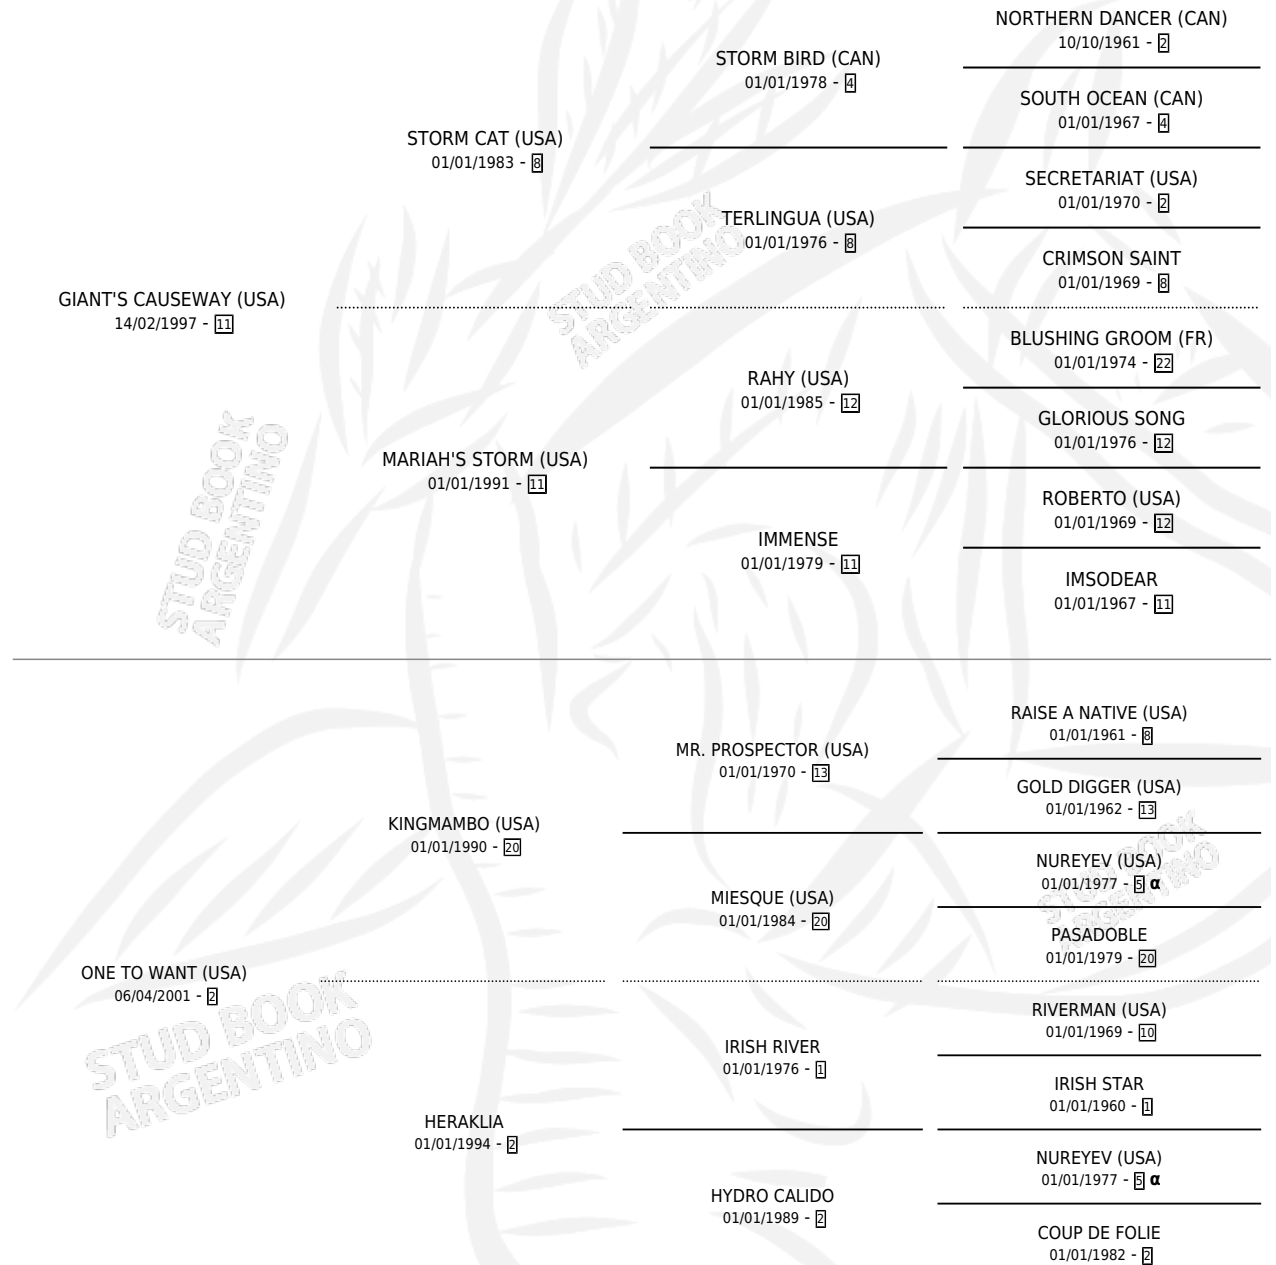 NORTHERN DANCER (CAN)
10/10/1961 - 2
STORM BIRD (CAN)
01/01/1978 - 4
SOUTH OCEAN (CAN)
01/01/1967 - 4
STORM CAT (USA)
01/01/1983 - 8
SECRETARIAT (USA)
01/01/1970 - 2
TERLINGUA (USA)
01/01/1976 - 8
CRIMSON SAINT
01/01/1969 - 8
GIANT'S CAUSEWAY (USA)
14/02/1997 - 11
BLUSHING GROOM (FR)
01/01/1974 - 22
RAHY (USA)
01/01/1985 - 12
GLORIOUS SONG
01/01/1976 - 12
MARIAH'S STORM (USA)
01/01/1991 - 11
ROBERTO (USA)
01/01/1969 - 12
IMMENSE
01/01/1979 - 11
IMSODEAR
01/01/1967 - 11
RAISE A NATIVE (USA)
01/01/1961 - 8
MR. PROSPECTOR (USA)
01/01/1970 - 13
GOLD DIGGER (USA)
01/01/1962 - 13
KINGMAMBO (USA)
01/01/1990 - 20
NUREYEV (USA)
01/01/1977 - 5 α
MIESQUE (USA)
01/01/1984 - 20
PASADOBLE
01/01/1979 - 20
ONE TO WANT (USA)
06/04/2001 - 2
RIVERMAN (USA)
01/01/1969 - 10
IRISH RIVER
01/01/1976 - 1
IRISH STAR
01/01/1960 - 1
HERAKLIA
01/01/1994 - 2
NUREYEV (USA)
01/01/1977 - 5 α
HYDRO CALIDO
01/01/1989 - 2
COUP DE FOLIE
01/01/1982 - 2
STUD BOOK
ARGENTINO
STUD BOOK
ARGENTINO
STUD BOOK
ARGENTINO
STUD BOOK
ARGENTINO